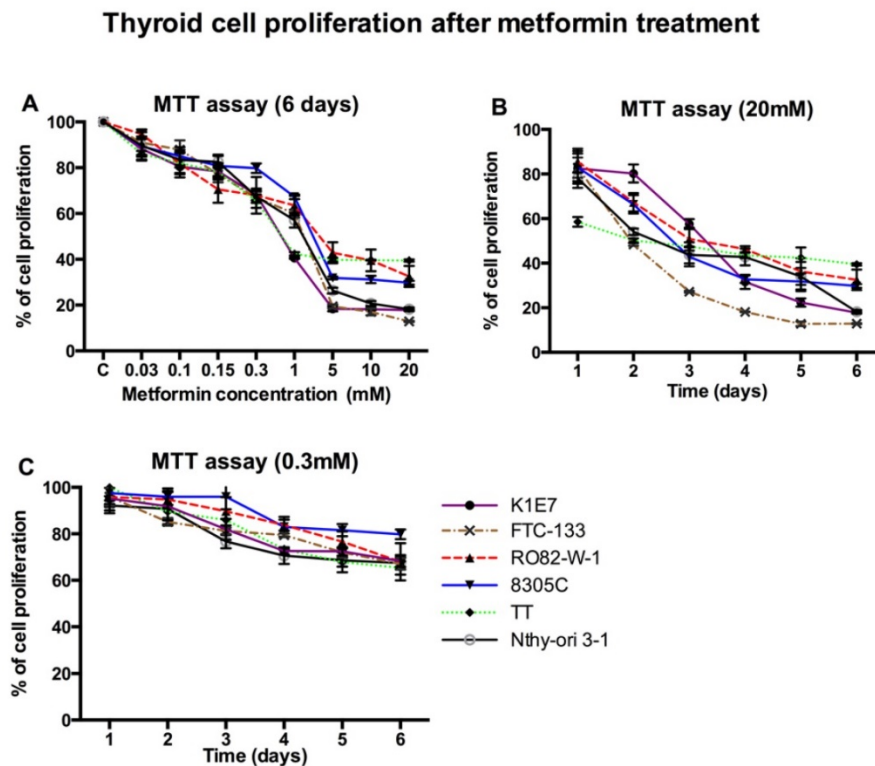 Thyroid cell proliferation after metformin treatment
A
MTT assay (6 days)
% of cell proliferation
100
80
60
40
20
0
C 0.03 0.1 0.15 0.3 1 5 10 20
Metformin concentration (mM)
B
MTT assay (20mM)
% of cell proliferation
100
80
60
40
20
0
1 2 3 4 5 6
Time (days)
C
MTT assay (0.3mM)
% of cell proliferation
100
80
60
40
20
0
1 2 3 4 5 6
Time (days)
K1E7
FTC-133
RO82-W-1
8305C
TT
Nthy-ori 3-1